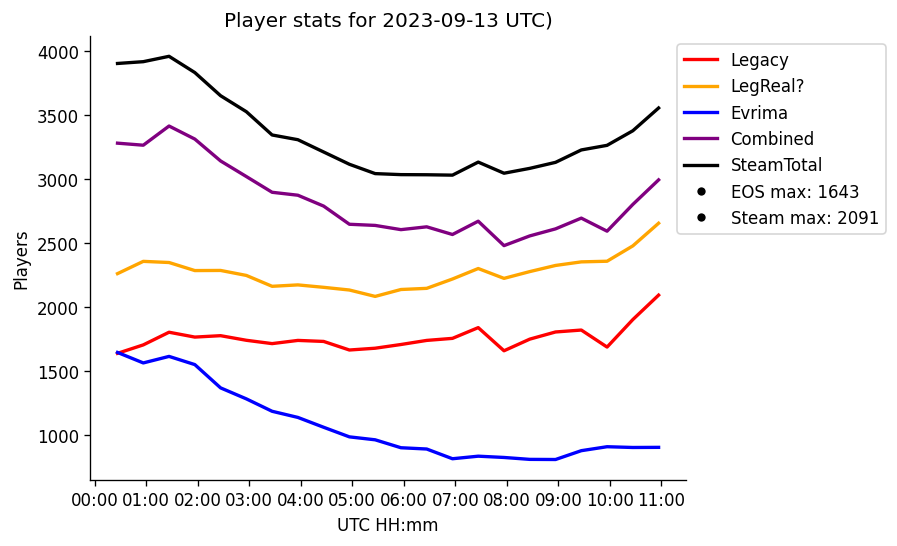 Player stats for 2023-09-13 UTC)
4000
3500
3000
2500
2000
1500
1000
Players
00:00 01:00 02:00 03:00 04:00 05:00 06:00 07:00 08:00 09:00 10:00 11:00
UTC HH:mm
Legacy
LegReal?
Evrima
Combined
SteamTotal
EOS max: 1643
Steam max: 2091